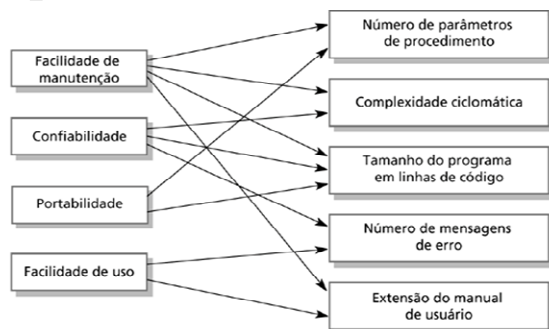 Facilidade de
manutenção
Confiabilidade
Portabilidade
Facilidade de uso
Número de parâmetros
de procedimento
Complexidade ciclomática
Tamanho do programa
em linhas de código
Número de mensagens
de erro
Extensão do manual
de usuário